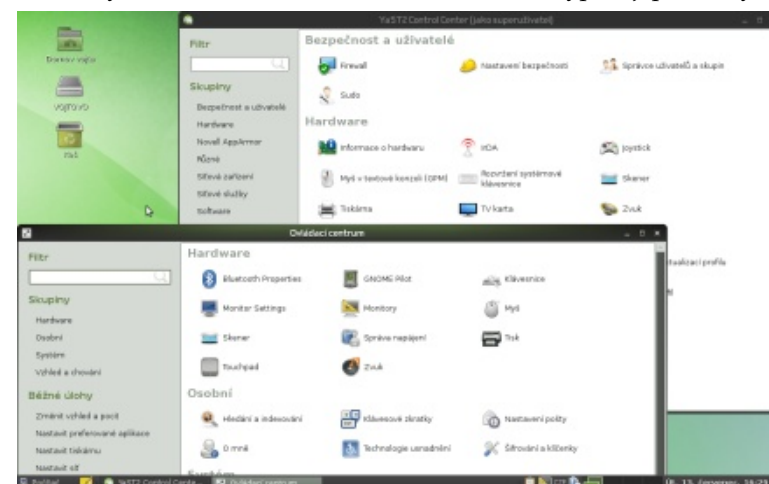 YaST2 Control Center [jako superuživatel]
Filtr
Skupiny
Bezpečnost a uživatelé
Hardware
Novell AppArmor
Různé
Síťová zařízení
Síťové služby
Software
Bezpečnost a uživatelé
Firewall
Nastavení bezpečnosti
Správce uživatelů a skupin
Sudo
Hardware
Informace o hardwaru
IrDA
Joystick
Myš v textové konzoli (GPM)
Rozvržení systémové
klávesnice
Skener
Tiskárna
TV karta
Zvuk
Ovládací centrum
Filtr
Skupiny
Hardware
Osobní
Systém
Vzhled a chování
Běžné úlohy
Změnit vzhled a pocit
Nastavit preferované aplikace
Nastavit tiskárnu
Nastavit síť
Hardware
Bluetooth Properties
GNOME Pilot
Klávesnice
Monitor Settings
Monitory
Myš
Skener
Správa napájení
Tisk
Touchpad
Zvuk
Osobní
Hledání a indexování
Klávesové zkratky
Nastavení pošty
O mně
Technologie usnadnění
Šifrování a klíčenky
Systém
Počítač
YaST2 Control Cente...
Ovládací centrum